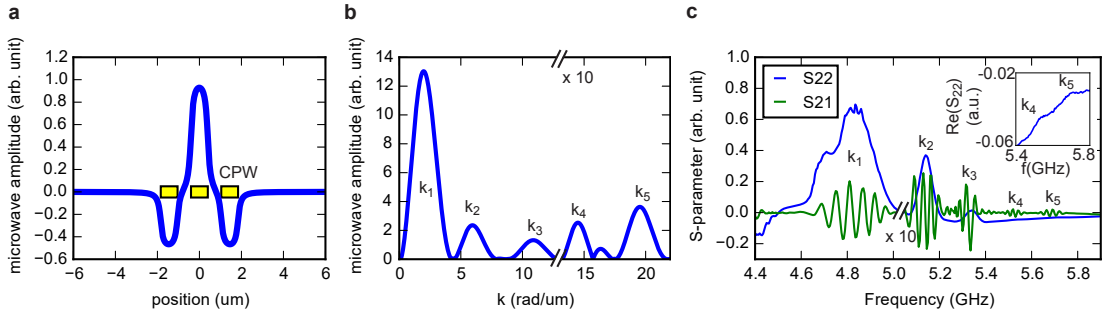 a
microwave amplitude (arb. unit)
1.2
1.0
0.8
0.6
0.4
0.2
0.0
−0.2
−0.4
−0.6
CPW
−6 −4 −2 0 2 4 6
position (um)
b
microwave amplitude (arb. unit)
14
12
10
8
6
4
2
0
x 10
k1
k2
k3
k4
k5
0 5 10 15 20
k (rad/um)
c
S-parameter (arb. unit)
1.0
0.8
0.6
0.4
0.2
0.0
−0.2
S22
S21
k1
k2
k3
k4
k5
x 10
Re(S22)
(a.u.)
-0.02
-0.06
k4
k5
5.4 5.8
f(GHz)
4.4 4.6 4.8 5.0 5.2 5.4 5.6 5.8
Frequency (GHz)